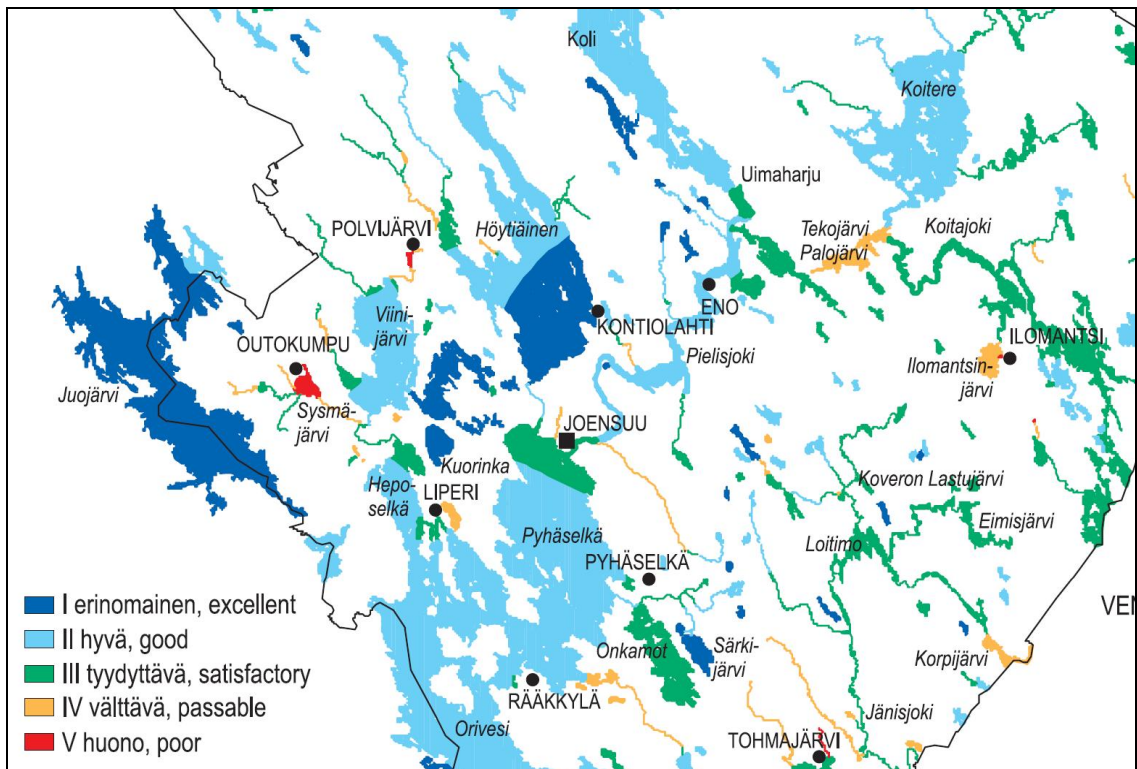 Koli
Koitere
Uimaharju
POLVIJÄRVI
Höytiäinen
Tekojärvi
Palojärvi
Koitajoki
Viini-
järvi
ENO
KONTIOLAHTI
OUTOKUMPU
Pielisjoki
ILOMANTSI
Ilomantsin-
järvi
Juojärvi
Sysmä-
järvi
JOENSUU
Kuorinka
Hepo-
selkä
LIPERI
Koveron Lastujärvi
Eimisjärvi
Pyhäselkä
Loitimo
PYHÄSELKÄ
I erinomainen, excellent
VEN
II hyvä, good
Onkamot
Särki-
järvi
Korpijärvi
III tyydyttävä, satisfactory
RÄÄKKYLÄ
IV välttävä, passable
Jänisjoki
Orivesi
V huono, poor
TOHMAJÄRVI